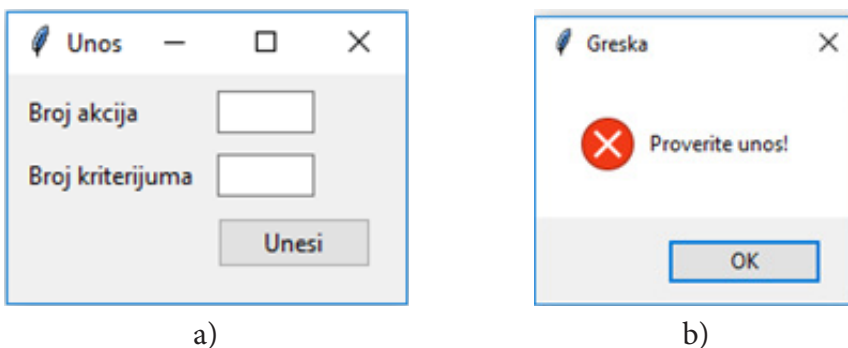 Unos
Broj akcija
Broj kriterijuma
Unesi
a)
Greska
Proverite unos!
OK
b)